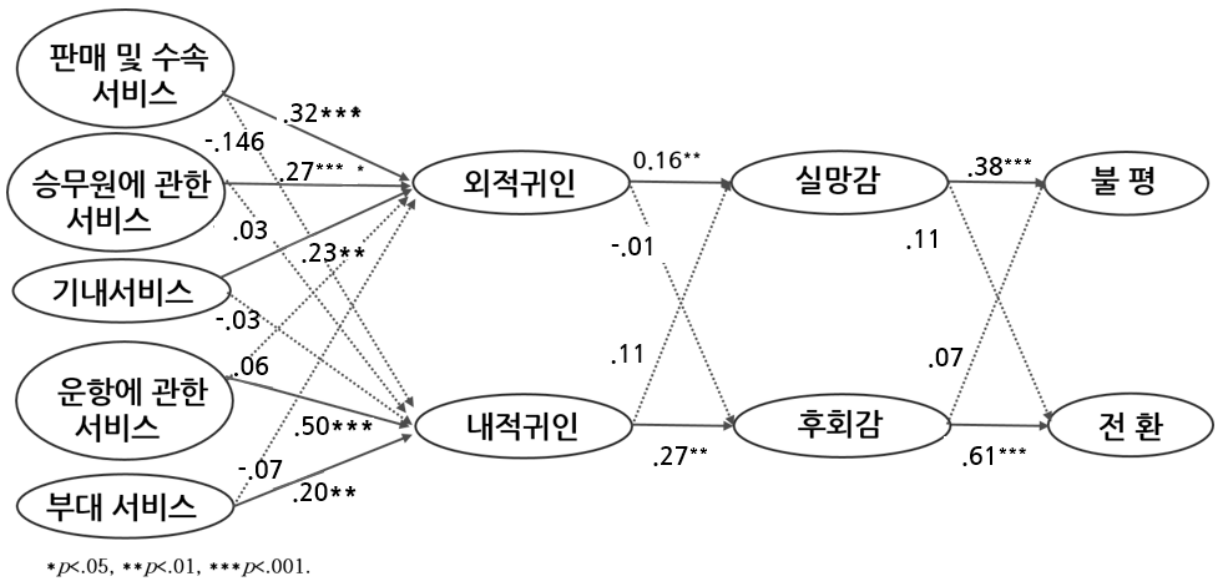 판매 및 수속
서비스
.32***
-.146
승무원에 관한
서비스
.27*** *
외적귀인
0.16**
실망감
.38***
불 평
.03
.23**
-.01
.11
기내서비스
-.03
.06
.11
.07
운항에 관한
서비스
.50***
내적귀인
.27**
후회감
.61***
전 환
-.07
.20**
부대 서비스
*p<.05, **p<.01, ***p<.001.